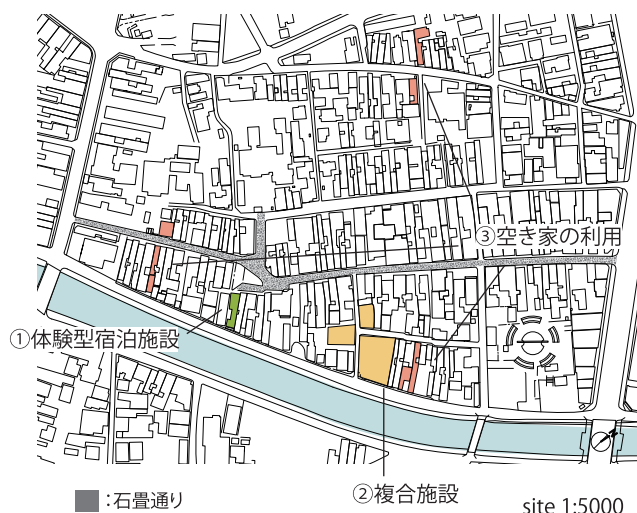 ③空き家の利用
①体験型宿泊施設
②複合施設
:石畳通り
site 1:5000